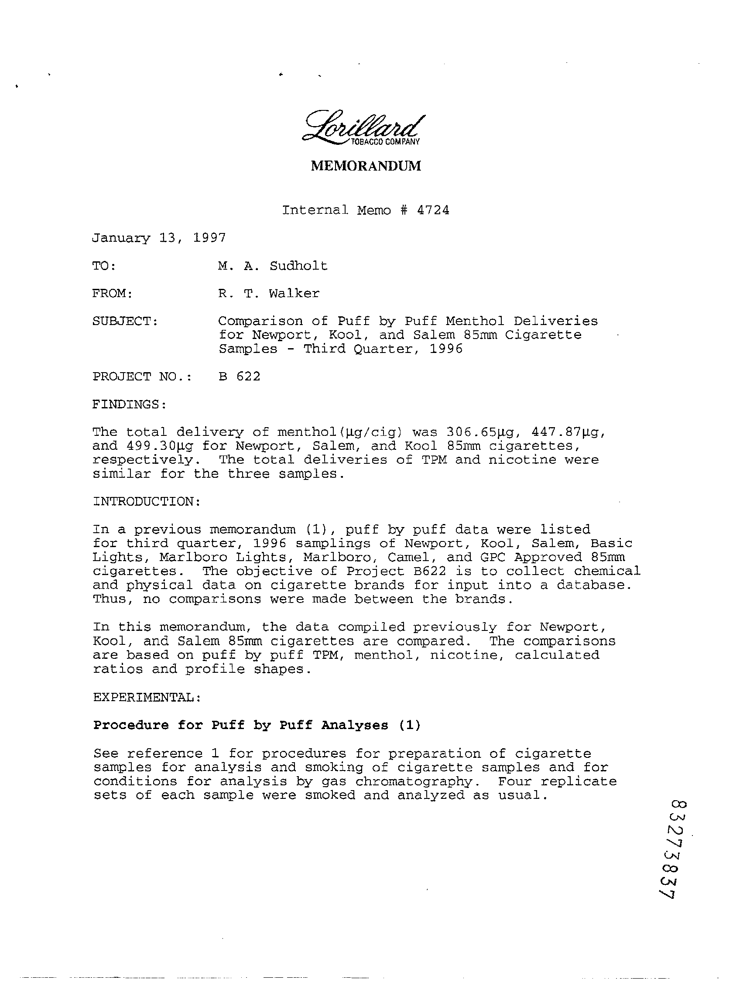 Lorillard
TOBACCO COMPANY
MEMORANDUM
Internal Memo # 4724
January 13, 1997
TO: M. A. Sudholt
FROM: R. T. Walker
SUBJECT: Comparison of Puff by Puff Menthol Deliveries
for Newport, Kool, and Salem 85mm Cigarette
Samples - Third Quarter, 1996
PROJECT NO.: B 622
FINDINGS:
The total delivery of menthol(µg/cig) was 306.65µg, 447.87µg,
and 499.30µg for Newport, Salem, and Kool 85mm cigarettes,
respectively. The total deliveries of TPM and nicotine were
similar for the three samples.
INTRODUCTION:
In a previous memorandum (1), puff by puff data were listed
for third quarter, 1996 samplings of Newport, Kool, Salem, Basic
Lights, Marlboro Lights, Marlboro, Camel, and GPC Approved 85mm
cigarettes. The objective of Project B622 is to collect chemical
and physical data on cigarette brands for input into a database.
Thus, no comparisons were made between the brands.
In this memorandum, the data compiled previously for Newport,
Kool, and Salem 85mm cigarettes are compared. The comparisons
are based on puff by puff TPM, menthol, nicotine, calculated
ratios and profile shapes.
EXPERIMENTAL:
Procedure for Puff by Puff Analyses (1)
See reference 1 for procedures for preparation of cigarette
samples for analysis and smoking of cigarette samples and for
conditions for analysis by gas chromatography. Four replicate
sets of each sample were smoked and analyzed as usual.
83273837